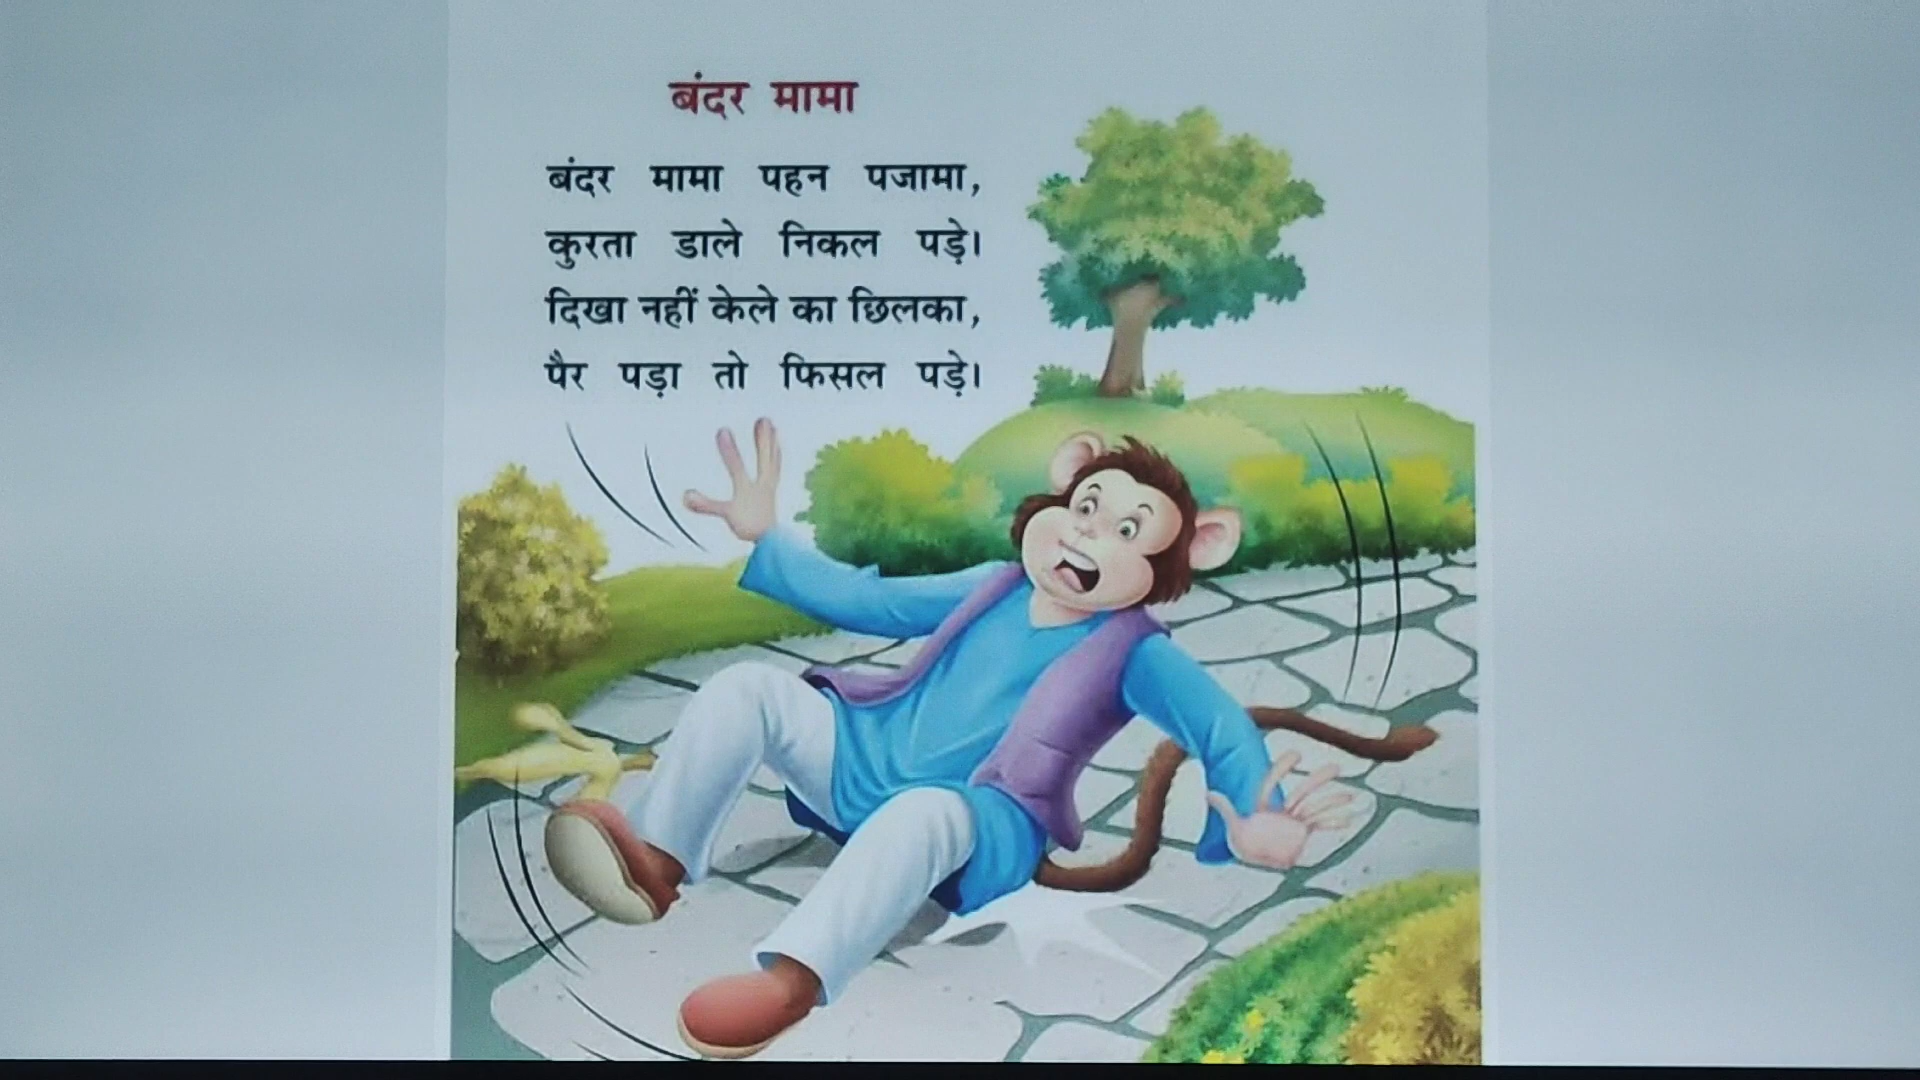 बंदर मामा
बंदर मामा पहन पजामा,
कुरता डाले निकल पड़े।
दिखा नहीं केले का छिलका,
पैर पड़ा तो फिसल पड़े।